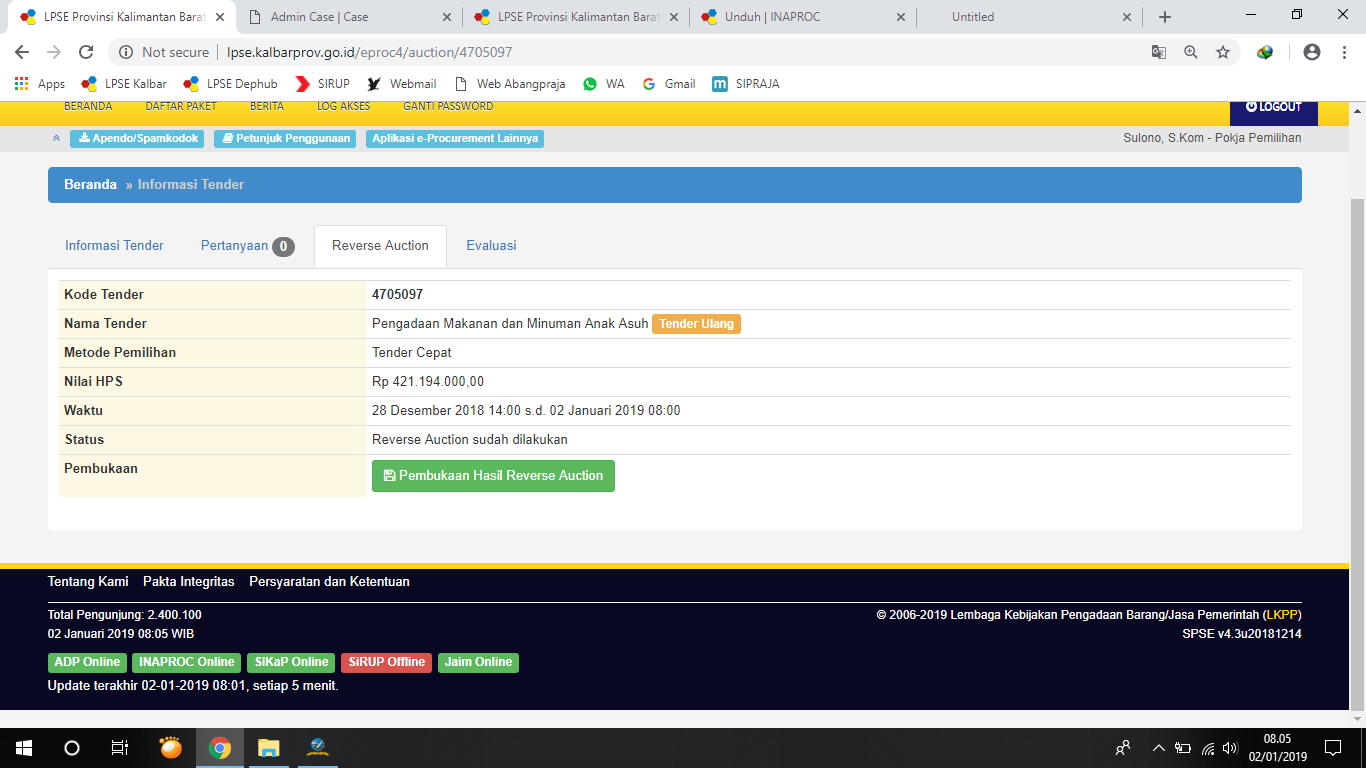 LPSE Provinsi Kalimantan Barat
Admin Case | Case
LPSE Provinsi Kalimantan Barat
Unduh | INAPROC
Untitled
Not secure
lpse.kalbarprov.go.id/eproc4/auction/4705097
Apps
LPSE Kalbar
LPSE Dephub
SIRUP
Webmail
Web Abangpraja
WA
Gmail
SIPRAJA
BERANDA
DAFTAR PAKET
BERITA
LOG AKSES
GANTI PASSWORD
LOGOUT
Apendo/Spamkodok
Petunjuk Penggunaan
Aplikasi e-Procurement Lainnya
Sulono, S.Kom - Pokja Pemilihan
Beranda » Informasi Tender
Informasi Tender
Pertanyaan 0
Reverse Auction
Evaluasi
Kode Tender 4705097
Nama Tender Pengadaan Makanan dan Minuman Anak Asuh Tender Ulang
Metode Pemilihan Tender Cepat
Nilai HPS Rp 421.194.000,00
Waktu 28 Desember 2018 14:00 s.d. 02 Januari 2019 08:00
Status Reverse Auction sudah dilakukan
Pembukaan Pembukaan Hasil Reverse Auction
Tentang Kami Pakta Integritas Persyaratan dan Ketentuan
Total Pengunjung: 2.400.100
© 2006-2019 Lembaga Kebijakan Pengadaan Barang/Jasa Pemerintah (LKPP)
02 Januari 2019 08:05 WIB
SPSE v4.3u20181214
ADP Online
INAPROC Online
SIKaP Online
SiRUP Offline
Jaim Online
Update terakhir 02-01-2019 08:01, setiap 5 menit.
08.05
02/01/2019